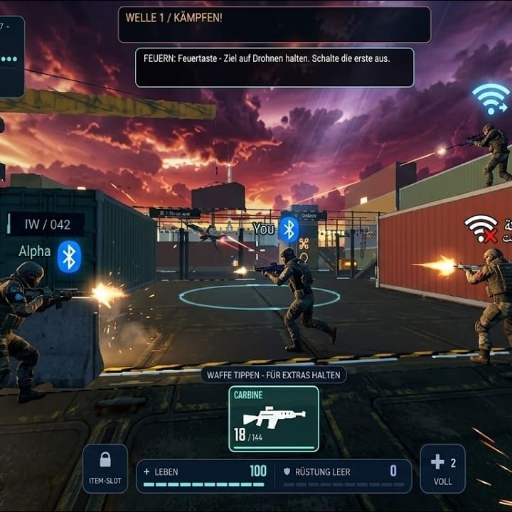 WELLE 1 / KÄMPFEN!
FEUERN: Feuertaste - Ziel auf Drohnen halten. Schalte die erste aus.
IW / 042
You
Alpha
WAFFE TIPPEN - FÜR EXTRAS HALTEN
CARBINE
18 / 144
ITEM-SLOT
+ LEBEN 100
RÜSTUNG LEER 0
+ 2
VOLL